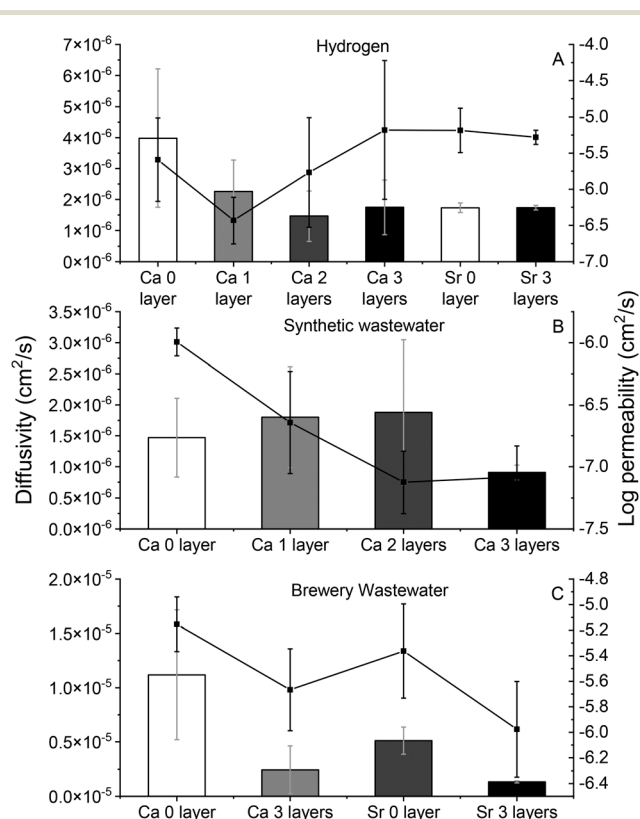 Hydrogen
A
7×10⁻⁶
6×10⁻⁶
5×10⁻⁶
4×10⁻⁶
3×10⁻⁶
2×10⁻⁶
1×10⁻⁶
0×10⁻⁶
-4.0
-4.5
-5.0
-5.5
-6.0
-6.5
-7.0
Ca 0 layer
Ca 1 layer
Ca 2 layers
Ca 3 layers
Sr 0 layer
Sr 3 layers
Diffusivity (cm²/s)
Log permeability (cm²/s)
Synthetic wastewater
B
3.5×10⁻⁶
3.0×10⁻⁶
2.5×10⁻⁶
2.0×10⁻⁶
1.5×10⁻⁶
1.0×10⁻⁶
0.5×10⁻⁶
0.0×10⁻⁶
-6.0
-6.5
-7.0
-7.5
Ca 0 layer
Ca 1 layer
Ca 2 layers
Ca 3 layers
Brewery Wastewater
C
2.0×10⁻⁵
1.5×10⁻⁵
1.0×10⁻⁵
0.5×10⁻⁵
0.0×10⁻⁵
-4.8
-5.0
-5.2
-5.4
-5.6
-5.8
-6.0
-6.2
-6.4
Ca 0 layer
Ca 3 layers
Sr 0 layer
Sr 3 layers